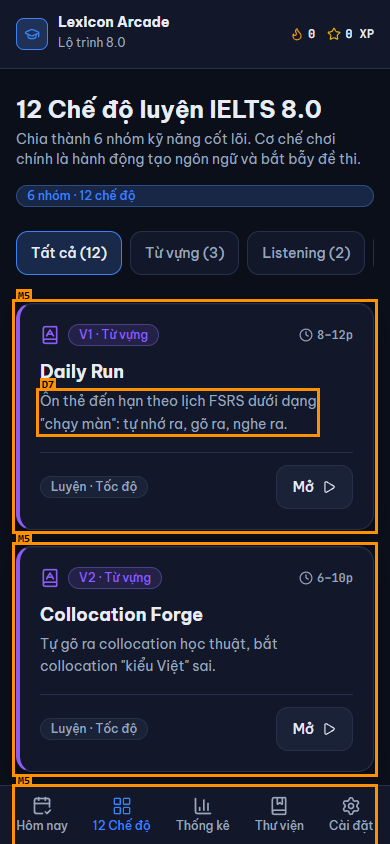 Lexicon Arcade
Lộ trình 8.0
0
0 XP
12 Chế độ luyện IELTS 8.0
Chia thành 6 nhóm kỹ năng cốt lõi. Cơ chế chơi
chính là hành động tạo ngôn ngữ và bắt bẫy đề thi.
6 nhóm · 12 chế độ
Tất cả (12)
Từ vựng (3)
Listening (2)
M5
V1 · Từ vựng
8–12p
Daily Run
D7
Ôn thẻ đến hạn theo lịch FSRS dưới dạng
"chạy màn": tự nhớ ra, gõ ra, nghe ra.
Luyện · Tốc độ
Mở
M5
V2 · Từ vựng
6–10p
Collocation Forge
Tự gõ ra collocation học thuật, bắt
collocation "kiểu Việt" sai.
Luyện · Tốc độ
Mở
M5
Hôm nay
12 Chế độ
Thống kê
Thư viện
Cài đặt